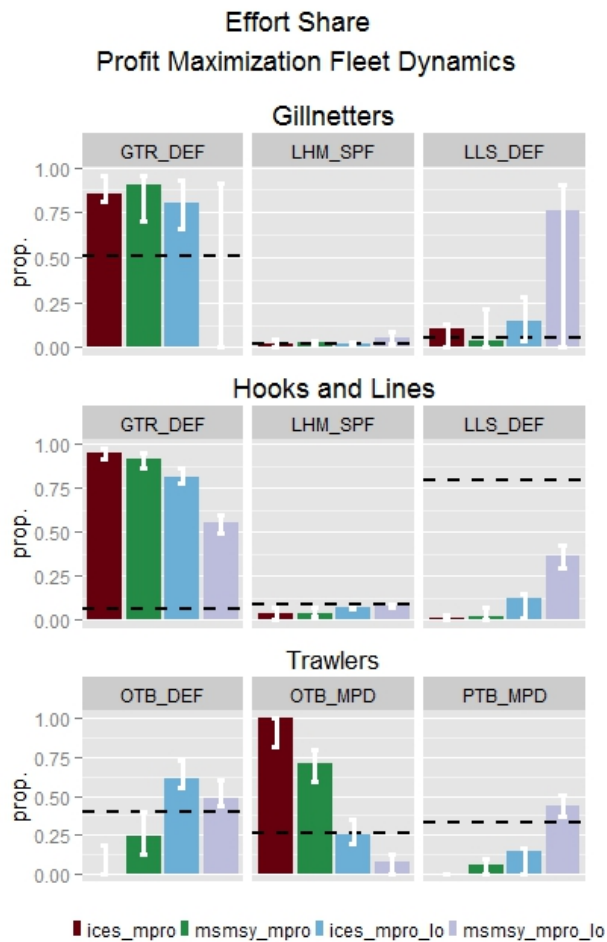 Effort Share
Profit Maximization Fleet Dynamics
Gillnetters
GTR_DEF LHM_SPF LLS_DEF
1.00
0.75
0.50
0.25
0.00
prop.
Hooks and Lines
GTR_DEF LHM_SPF LLS_DEF
1.00
0.75
0.50
0.25
0.00
prop.
Trawlers
OTB_DEF OTB_MPD PTB_MPD
1.00
0.75
0.50
0.25
0.00
prop.
ices_mpro msmsy_mpro ices_mpro_lo msmsy_mpro_lo